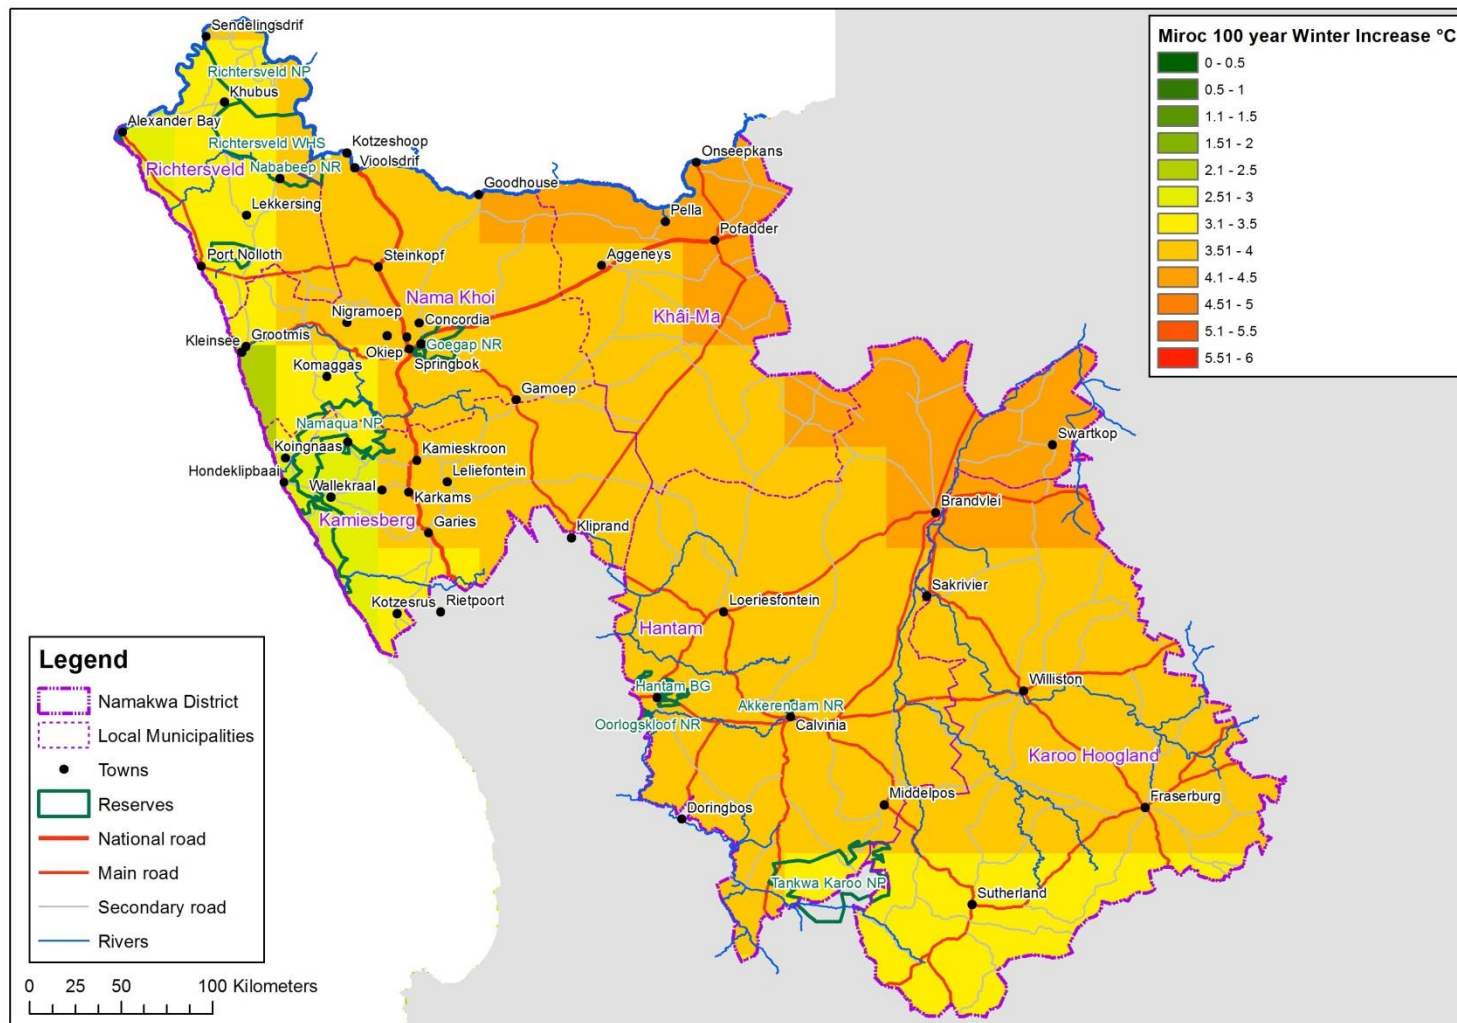 Sendelingsdrif
Richtersveld NP
Khubus
Alexander Bay
Richtersveld WHS
Kotzeshoop
Vioolsdrif
Richtersveld
Nababeep NR
Onseepkans
Goodhouse
Lekkersing
Pella
Pofadder
Port Nolloth
Steinkopf
Aggeneys
Nama Khoi
Nigramoep
Concordia
Khâi-Ma
Kleinsee
Grootmis
Okiep
Goegap NR
Springbok
Komaggas
Gamoep
Namaqua NP
Koingnaas
Kamieskroon
Swartkop
Hondeklipbaai
Wallekraal
Leliefontein
Karkams
Kamiesberg
Garies
Brandvlei
Kliprand
Kotzesrus
Rietpoort
Loeriesfontein
Sakrivier
Hantam
Hantam BG
Williston
Akkerendam NR
Oorlogskloof NR
Calvinia
Karoo Hoogland
Middelpos
Fraserburg
Doringbos
Tankwa Karoo NP
Sutherland
Miroc 100 year Winter Increase °C
0 - 0.5
0.5 - 1
1.1 - 1.5
1.51 - 2
2.1 - 2.5
2.51 - 3
3.1 - 3.5
3.51 - 4
4.1 - 4.5
4.51 - 5
5.1 - 5.5
5.51 - 6
Legend
Namakwa District
Local Municipalities
Towns
Reserves
National road
Main road
Secondary road
Rivers
0 25 50 100 Kilometers